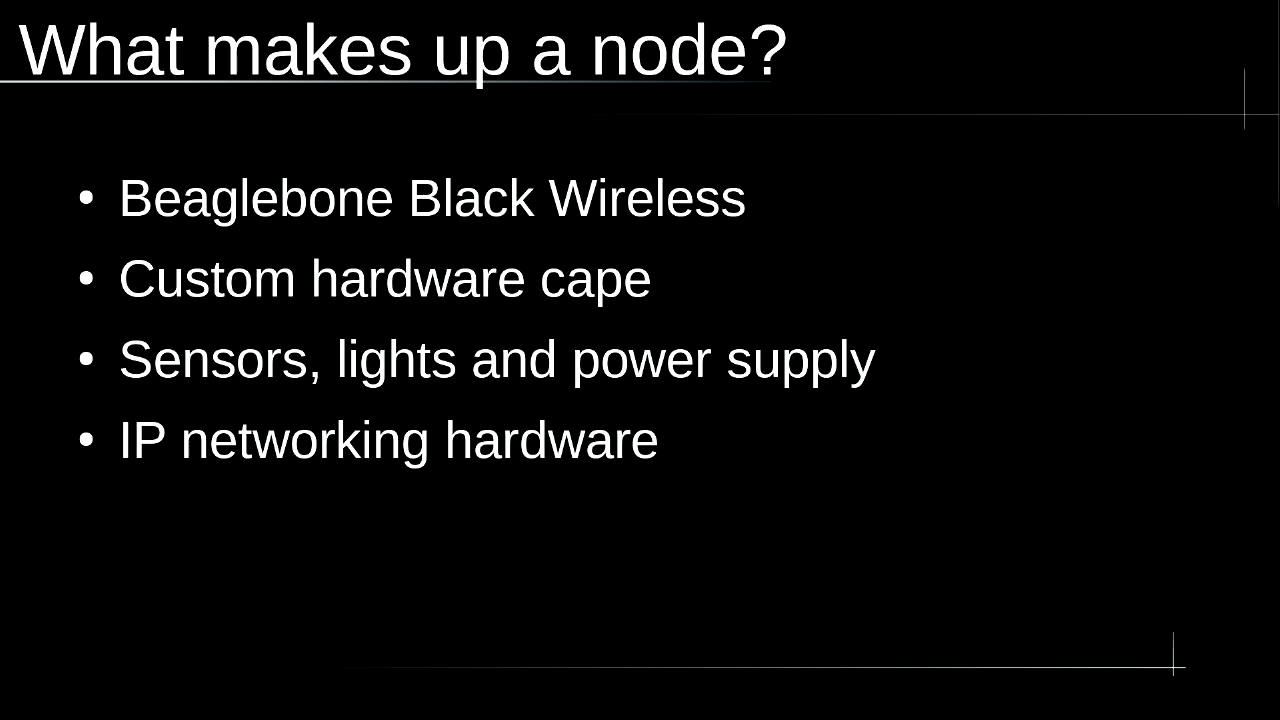 What makes up a node?
• Beaglebone Black Wireless
• Custom hardware cape
• Sensors, lights and power supply
• IP networking hardware